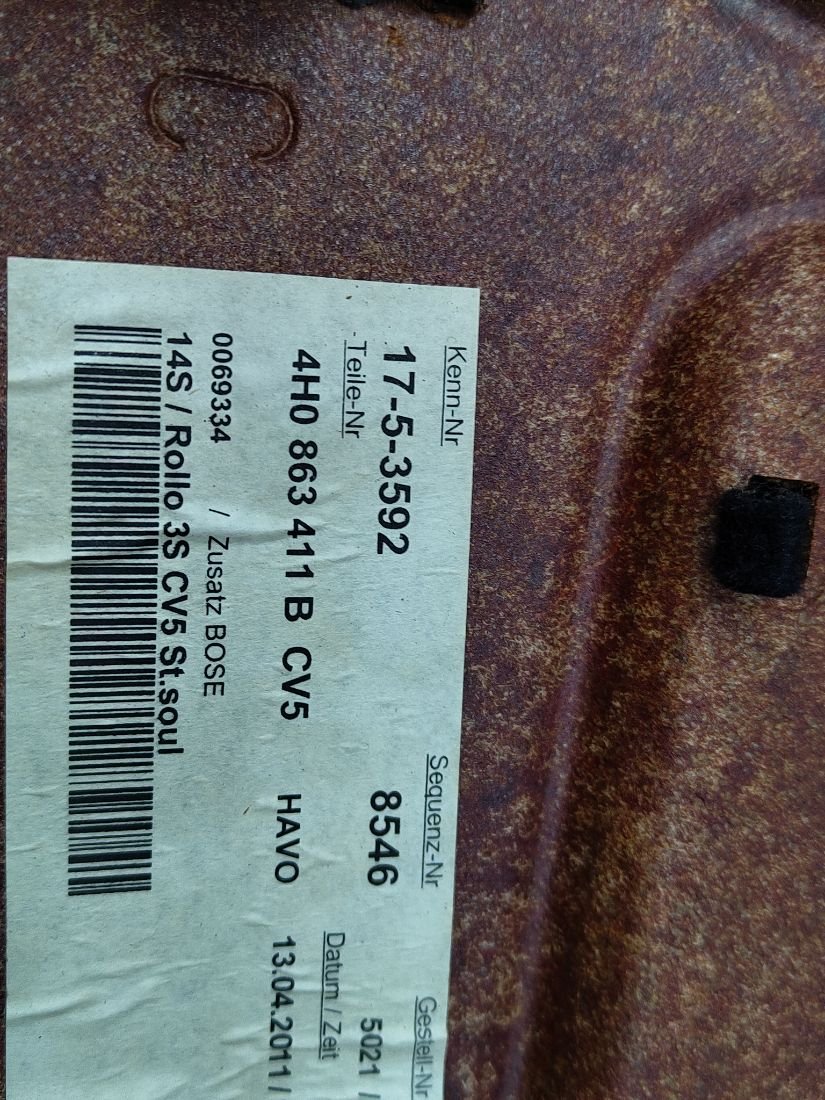 Kenn-Nr Sequenz-Nr Gestell-Nr
17-5-3592 8546 5021 /
Teile-Nr Datum / Zeit
4H0 863 411 B CV5 HAVO 13.04.2011 /
0069334 / Zusatz BOSE
14S / Rollo 3S CV5 St.soul